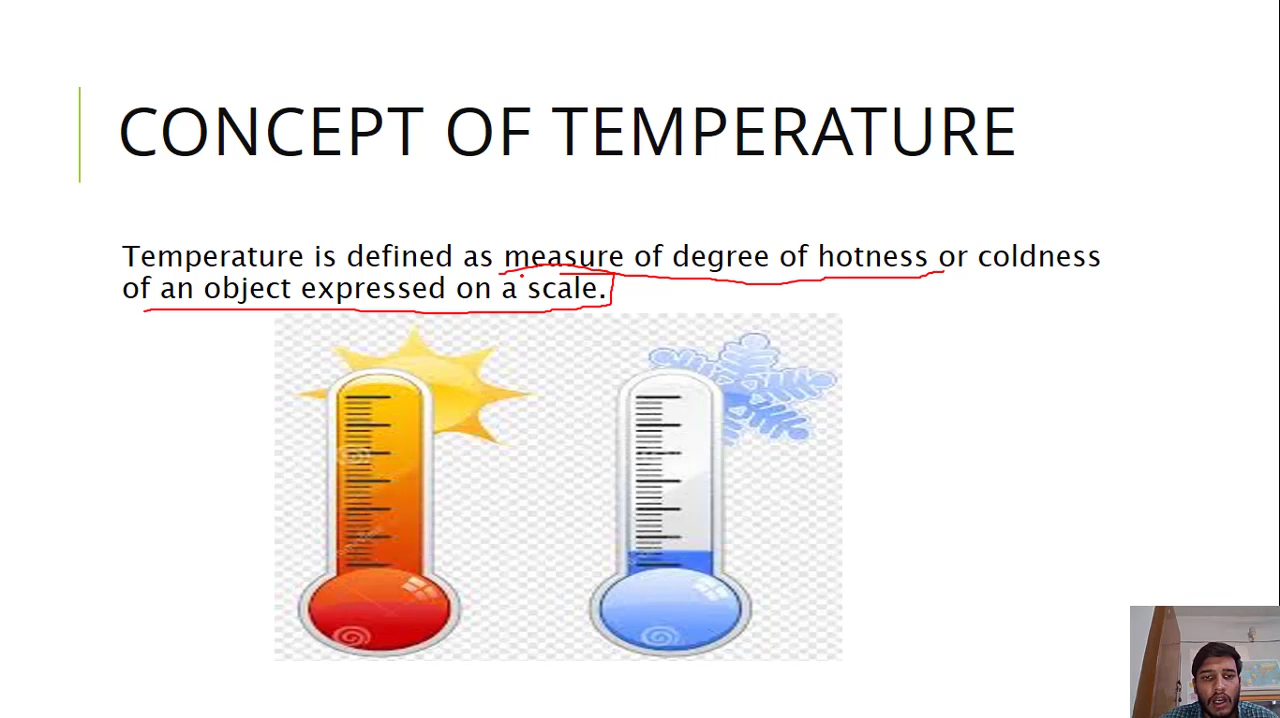 CONCEPT OF TEMPERATURE
Temperature is defined as measure of degree of hotness or coldness
of an object expressed on a scale.